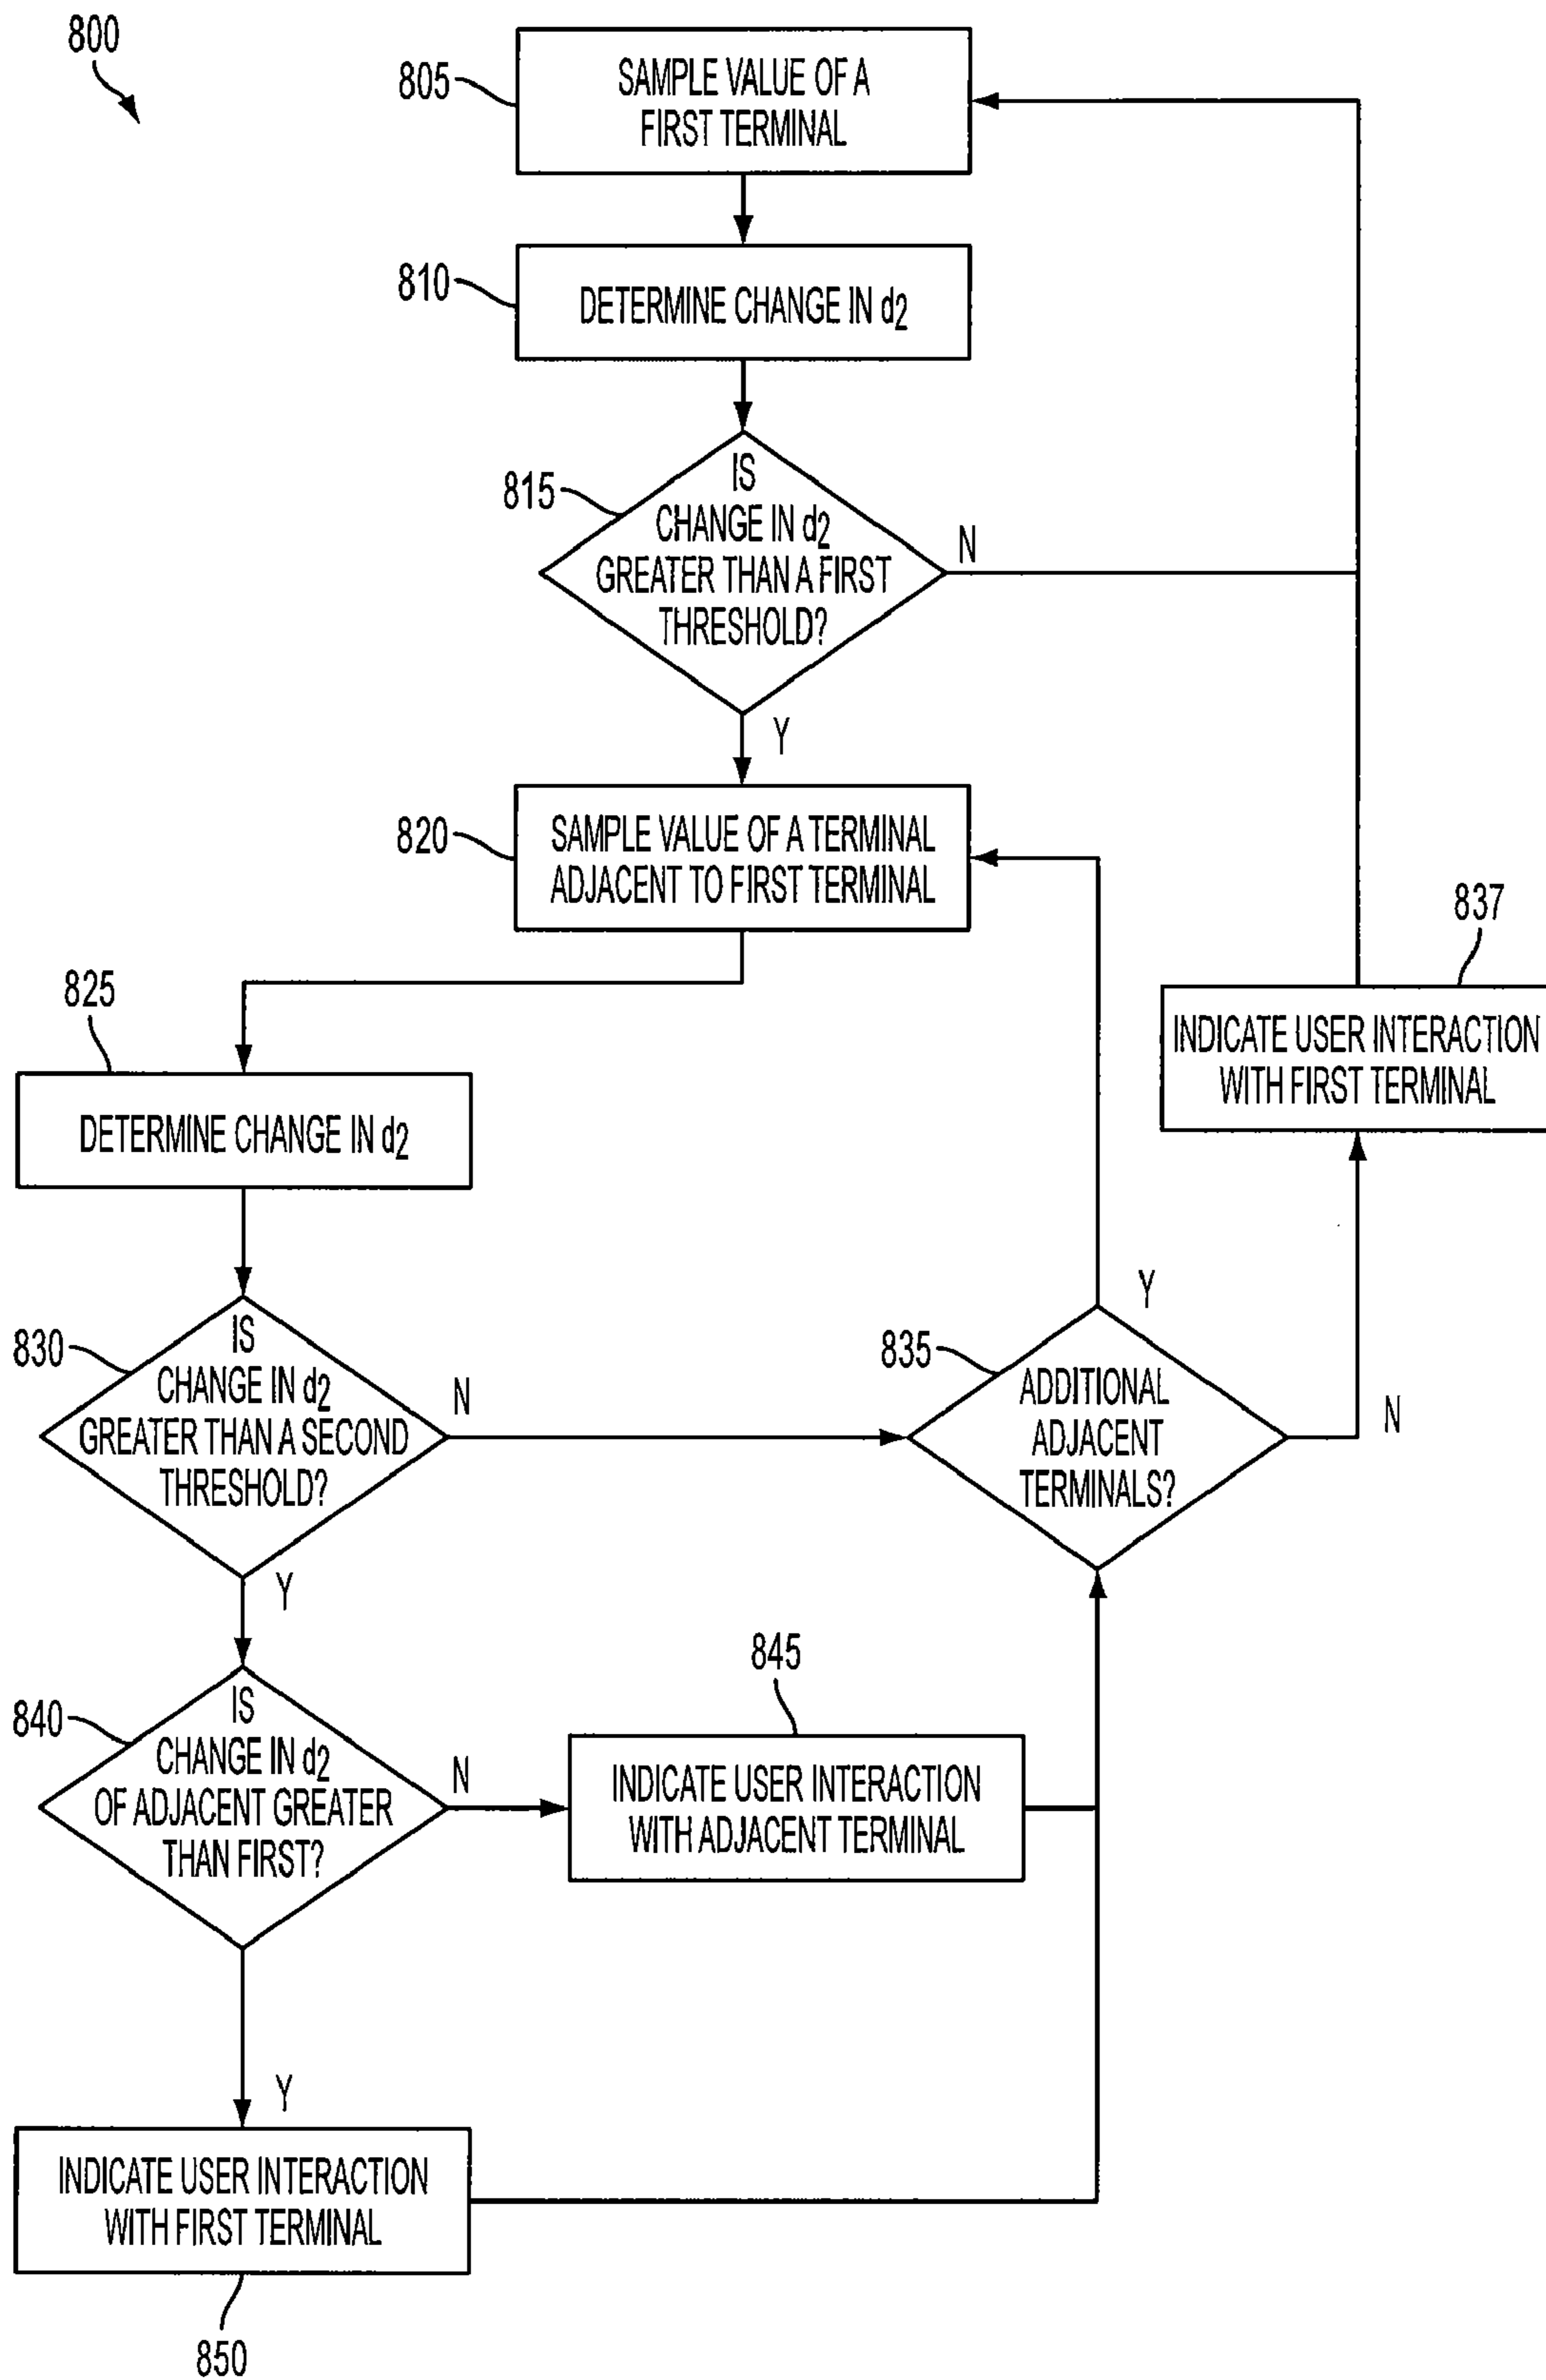 800
805
SAMPLE VALUE OF A
FIRST TERMINAL
810
DETERMINE CHANGE IN d2
815
IS
CHANGE IN d2
GREATER THAN A FIRST
THRESHOLD?
N
Y
820
SAMPLE VALUE OF A TERMINAL
ADJACENT TO FIRST TERMINAL
837
INDICATE USER INTERACTION
WITH FIRST TERMINAL
825
DETERMINE CHANGE IN d2
830
IS
CHANGE IN d2
GREATER THAN A SECOND
THRESHOLD?
N
Y
835
ADDITIONAL
ADJACENT
TERMINALS?
Y
N
840
IS
CHANGE IN d2
OF ADJACENT GREATER
THAN FIRST?
N
Y
845
INDICATE USER INTERACTION
WITH ADJACENT TERMINAL
INDICATE USER INTERACTION
WITH FIRST TERMINAL
850